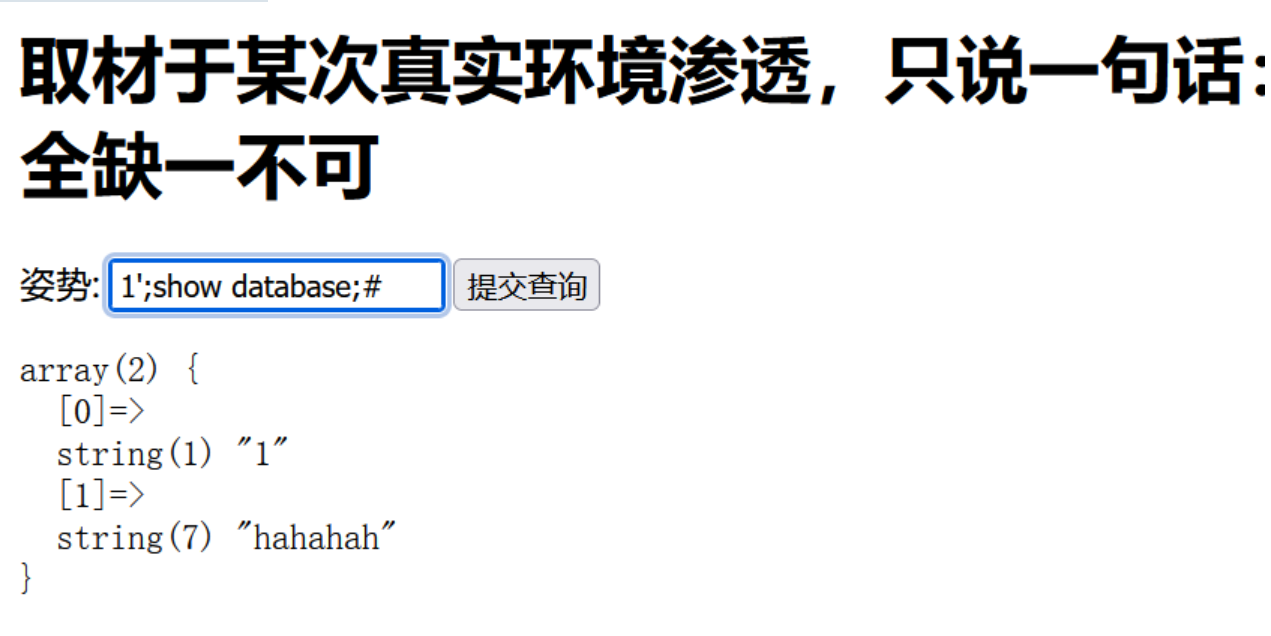 取材于某次真实环境渗透，只说一句话：
全缺一不可
姿势: 1';show database;# 提交查询
array(2) {
[0]=>
string(1) "1"
[1]=>
string(7) "hahahah"
}